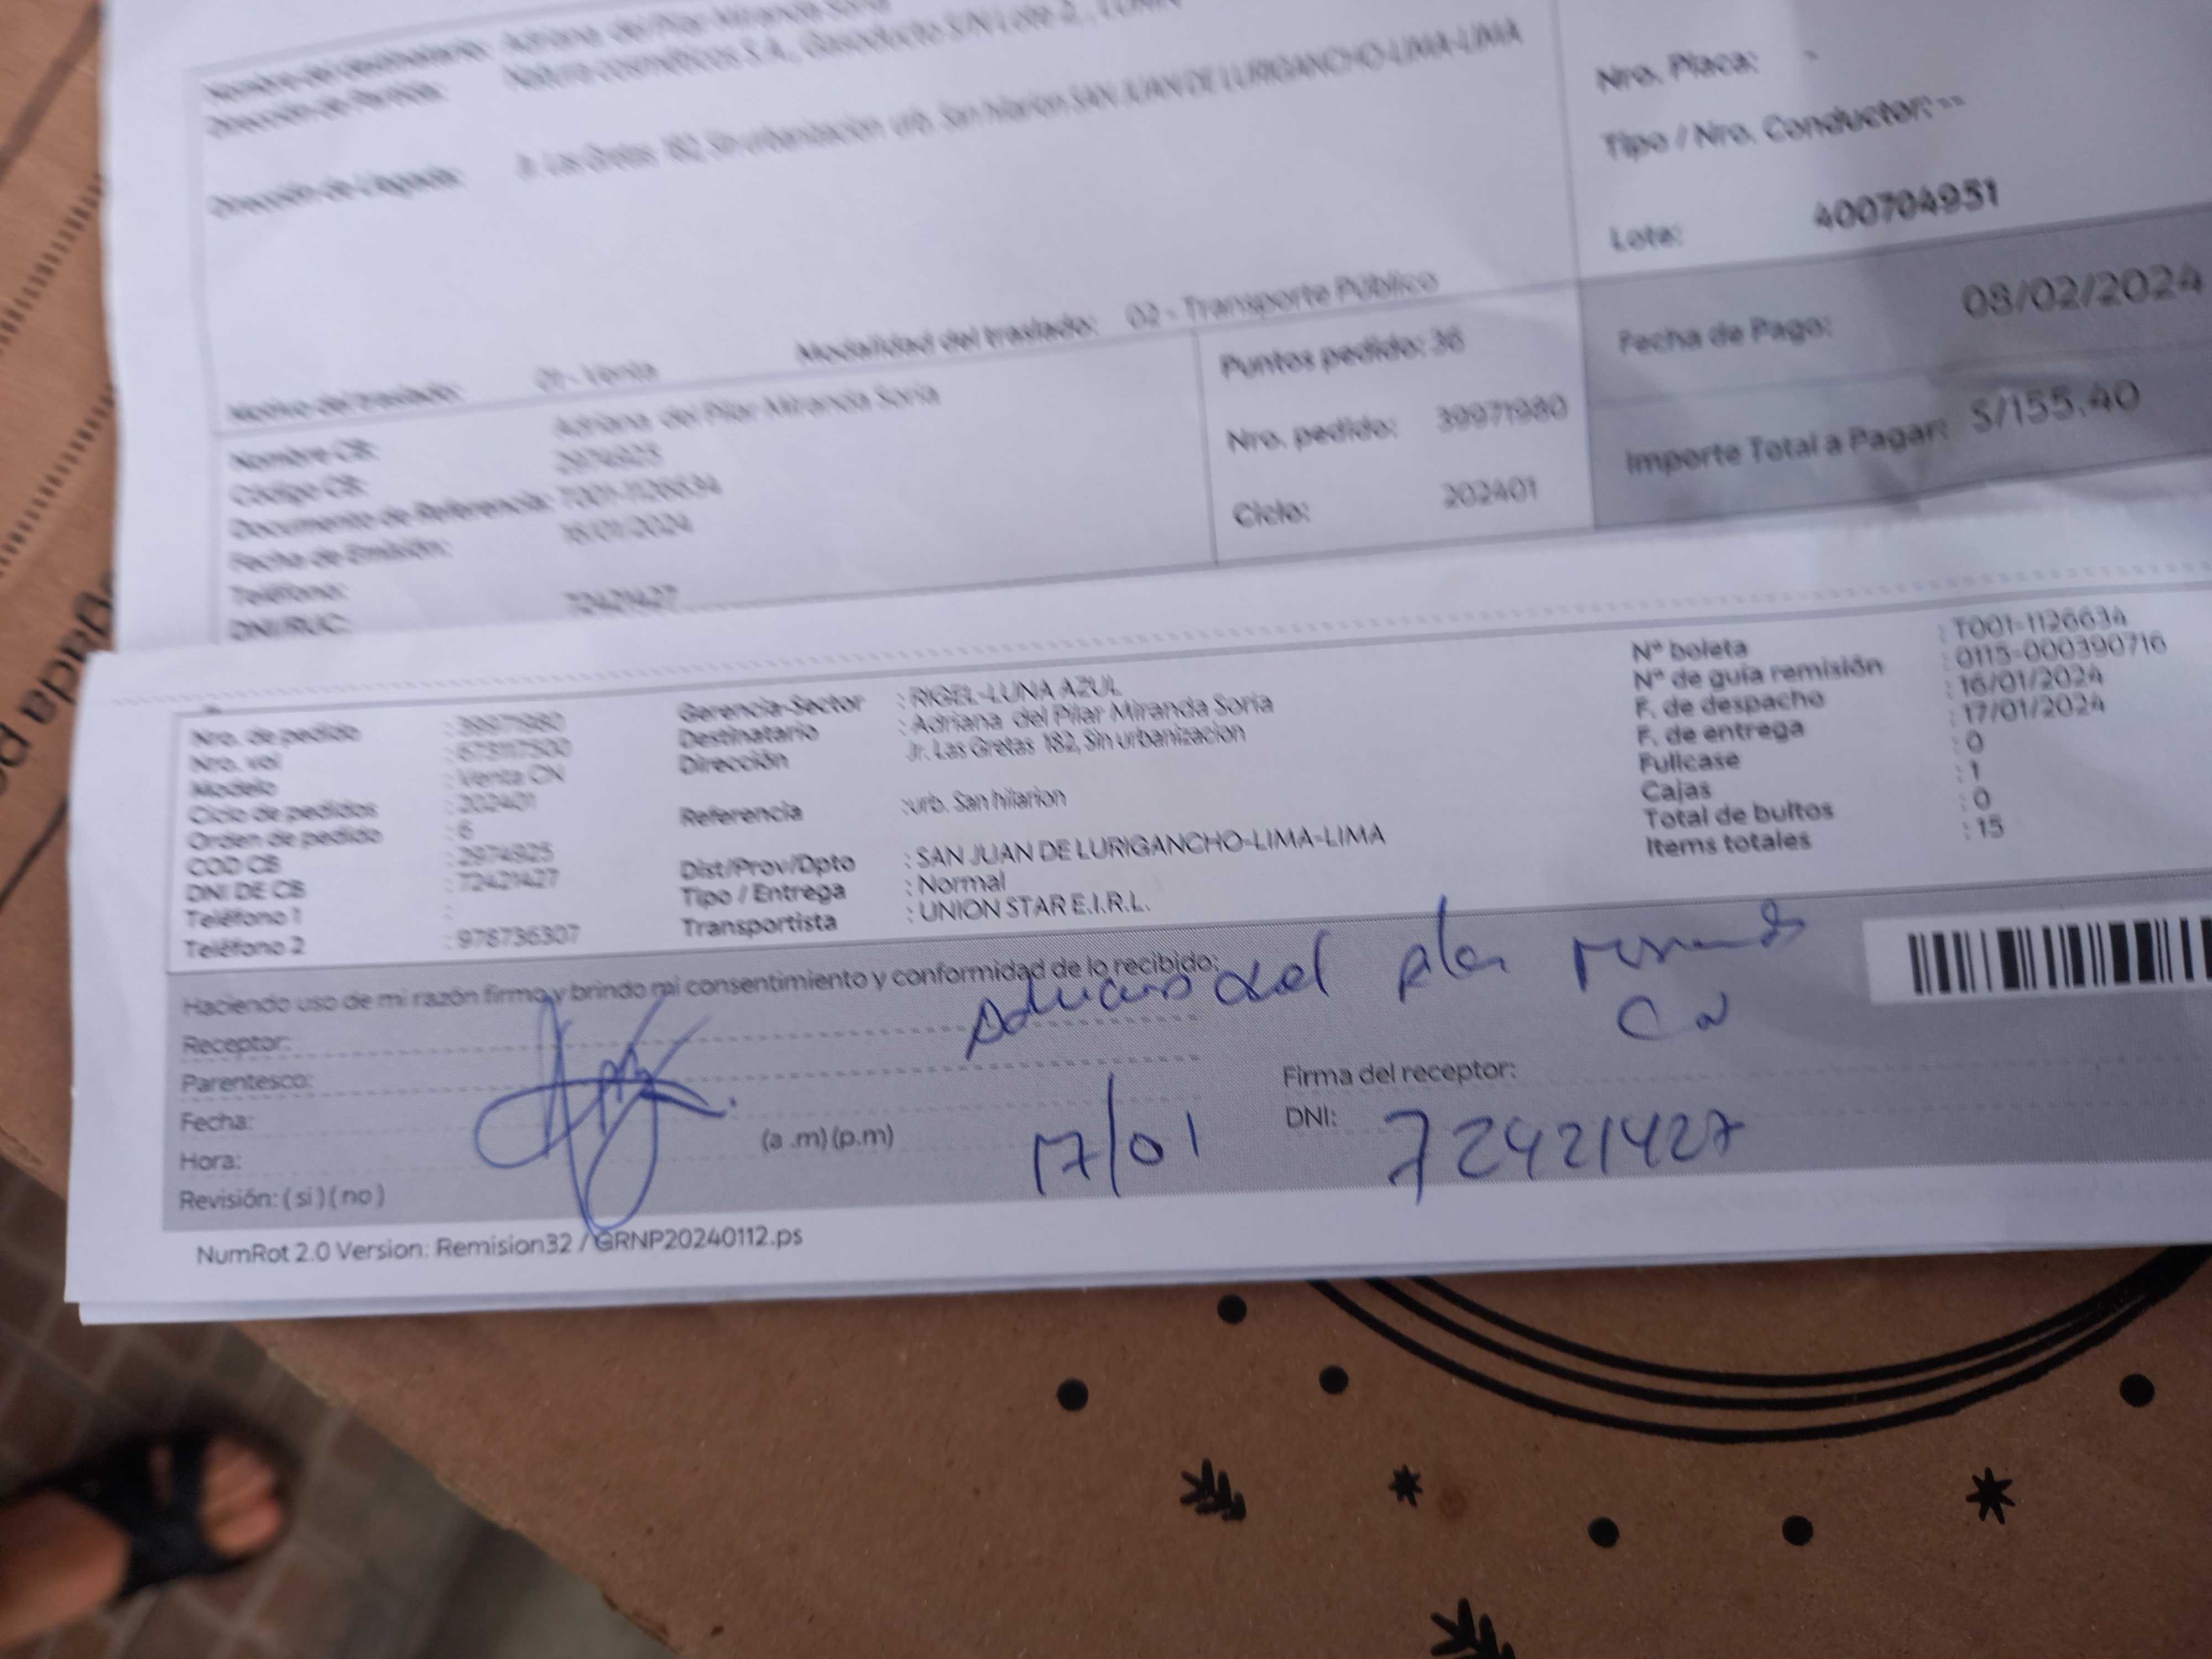 Nombre del destinatario: Adriana del Pilar Miranda Soria
Dirección de Partida: Natura cosméticos S.A., Gasoducto S/N Lote 2, , LURIN
Dirección de Llegada: Jr. Las Gretas 182, Sin urbanizacion urb. San hilarion SAN JUAN DE LURIGANCHO-LIMA-LIMA
Nro. Placa: -
Tipo / Nro. Conductor: --
Lote: 400704951
Motivo del traslado: 01 - Venta Modalidad del traslado: 02 - Transporte Público
Nombre CB: Adriana del Pilar Miranda Soria
Código CB: 2974925
Documento de Referencia: T001-1126634
Fecha de Emisión: 16/01/2024
Teléfono:
DNI/RUC: 72421427
Puntos pedido: 36
Nro. pedido: 39971980
Ciclo: 202401
Fecha de Pago: 08/02/2024
Importe Total a Pagar: S/155.40
Nro. de pedido : 39971980
Nro. vol : 673117500
Modelo : Venta CN
Ciclo de pedidos : 202401
Orden de pedido : 6
COD CB : 2974925
DNI DE CB : 72421427
Teléfono 1 :
Teléfono 2 : 978736307
Gerencia-Sector : RIGEL-LUNA AZUL
Destinatario : Adriana del Pilar Miranda Soria
Dirección Jr. Las Gretas 182, Sin urbanizacion
Referencia :urb. San hilarion
Dist/Prov/Dpto : SAN JUAN DE LURIGANCHO-LIMA-LIMA
Tipo / Entrega : Normal
Transportista : UNION STAR E.I.R.L.
N° boleta : T001-1126634
N° de guía remisión : 0115-000390716
F. de despacho : 16/01/2024
F. de entrega : 17/01/2024
Fullcase : 0
Cajas : 1
Total de bultos : 0
Items totales : 15
Haciendo uso de mi razón firmo y brindo mi consentimiento y conformidad de lo recibido:
Receptor: del
Parentesco:
Fecha: 17/01
Hora: (a .m) (p.m)
Revisión: ( si ) ( no )
Firma del receptor:
DNI: 72421427
NumRot 2.0 Version: Remision32 / GRNP20240112.ps